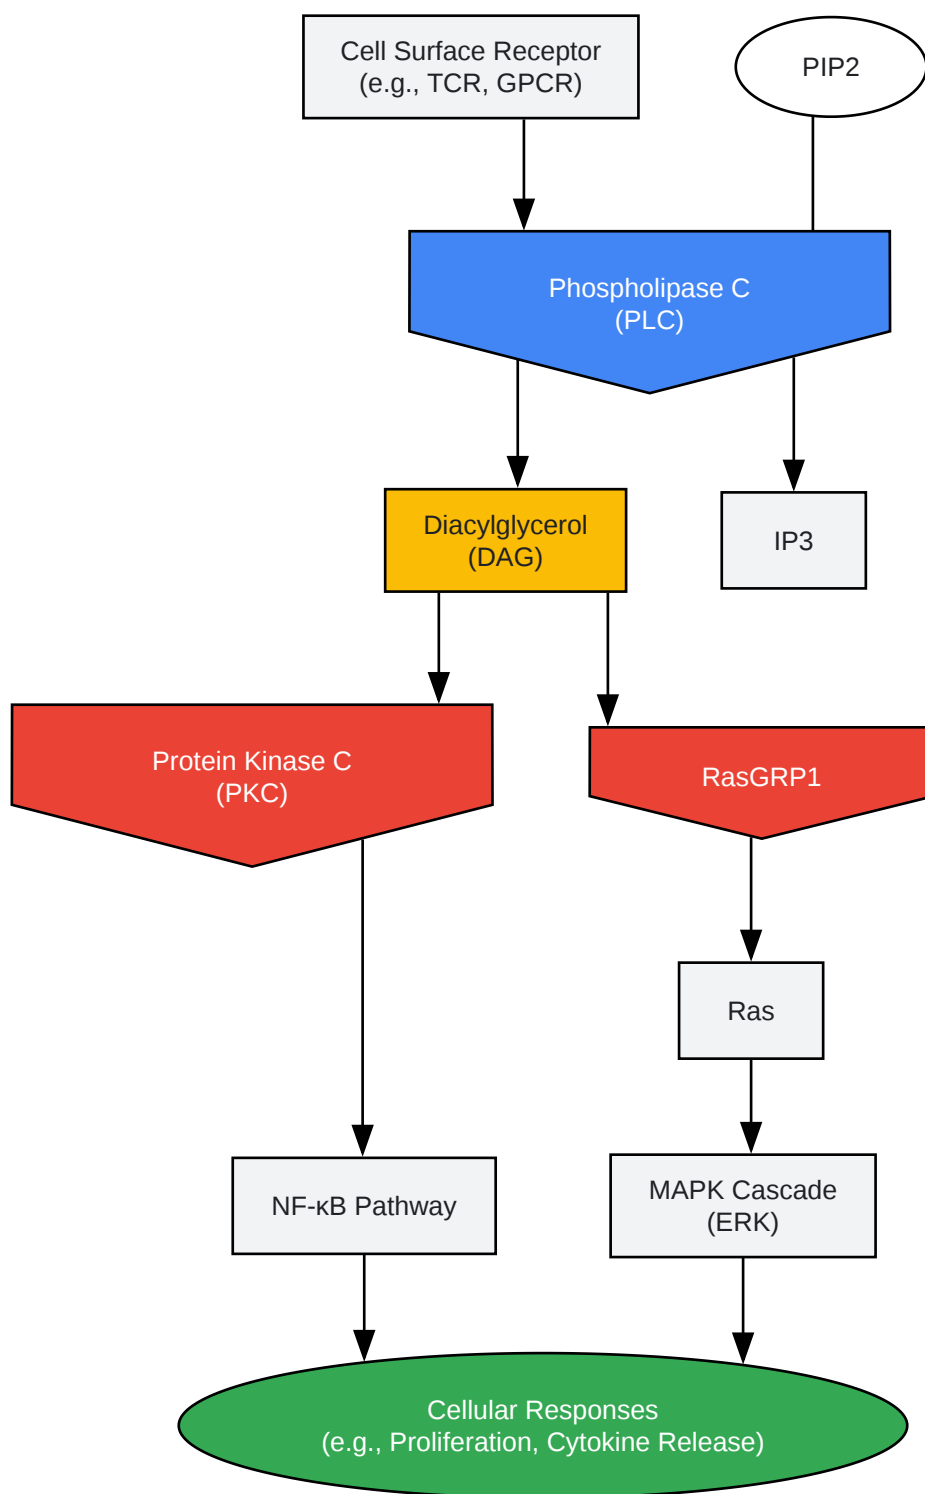 Cell Surface Receptor
(e.g., TCR, GPCR)
PIP2
Phospholipase C
(PLC)
Diacylglycerol
(DAG)
IP3
Protein Kinase C
(PKC)
RasGRP1
Ras
NF-κB Pathway
MAPK Cascade
(ERK)
Cellular Responses
(e.g., Proliferation, Cytokine Release)